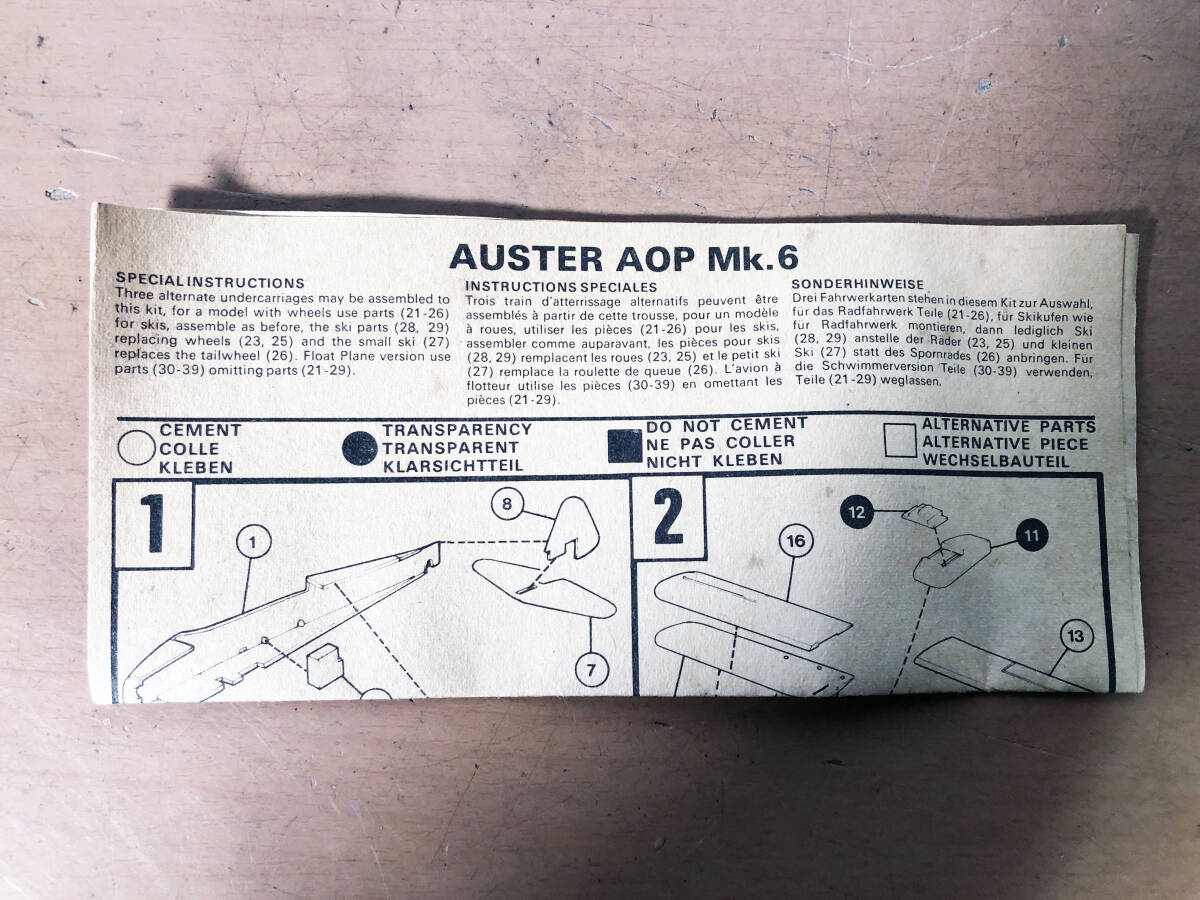 AUSTER AOP Mk.6
SPECIAL INSTRUCTIONS
Three alternate undercarriages may be assembled to
this kit, for a model with wheels use parts (21-26)
for skis, assemble as before, the ski parts (28, 29)
replacing wheels (23, 25) and the small ski (27)
replaces the tailwheel (26). Float Plane version use
parts (30-39) omitting parts (21-29).
INSTRUCTIONS SPECIALES
Trois train d'atterrissage alternatifs peuvent être
assemblés à partir de cette trousse, pour un modèle
à roues, utiliser les pièces (21-26) pour les skis,
assembler comme auparavant, les pièces pour skis
(28, 29) remplacent les roues (23, 25) et le petit ski
(27) remplace la roulette de queue (26). L'avion à
flotteur utilise les pièces (30-39) en omettant les
pièces (21-29).
SONDERHINWEISE
Drei Fahrwerkarten stehen in diesem Kit zur Auswahl,
für das Radfahrwerk Teile (21-26), für Skikufen wie
für Radfahrwerk montieren, dann lediglich Ski
(28, 29) anstelle der Räder (23, 25) und kleinen
Ski (27) statt des Spornrades (26) anbringen. Für
die Schwimmerversion Teile (30-39) verwenden,
Teile (21-29) weglassen.
CEMENT
COLLE
KLEBEN
TRANSPARENCY
TRANSPARENT
KLARSICHTTEIL
DO NOT CEMENT
NE PAS COLLER
NICHT KLEBEN
ALTERNATIVE PARTS
ALTERNATIVE PIECE
WECHSELBAUTEIL
1
1
8
7
2
12
11
16
13